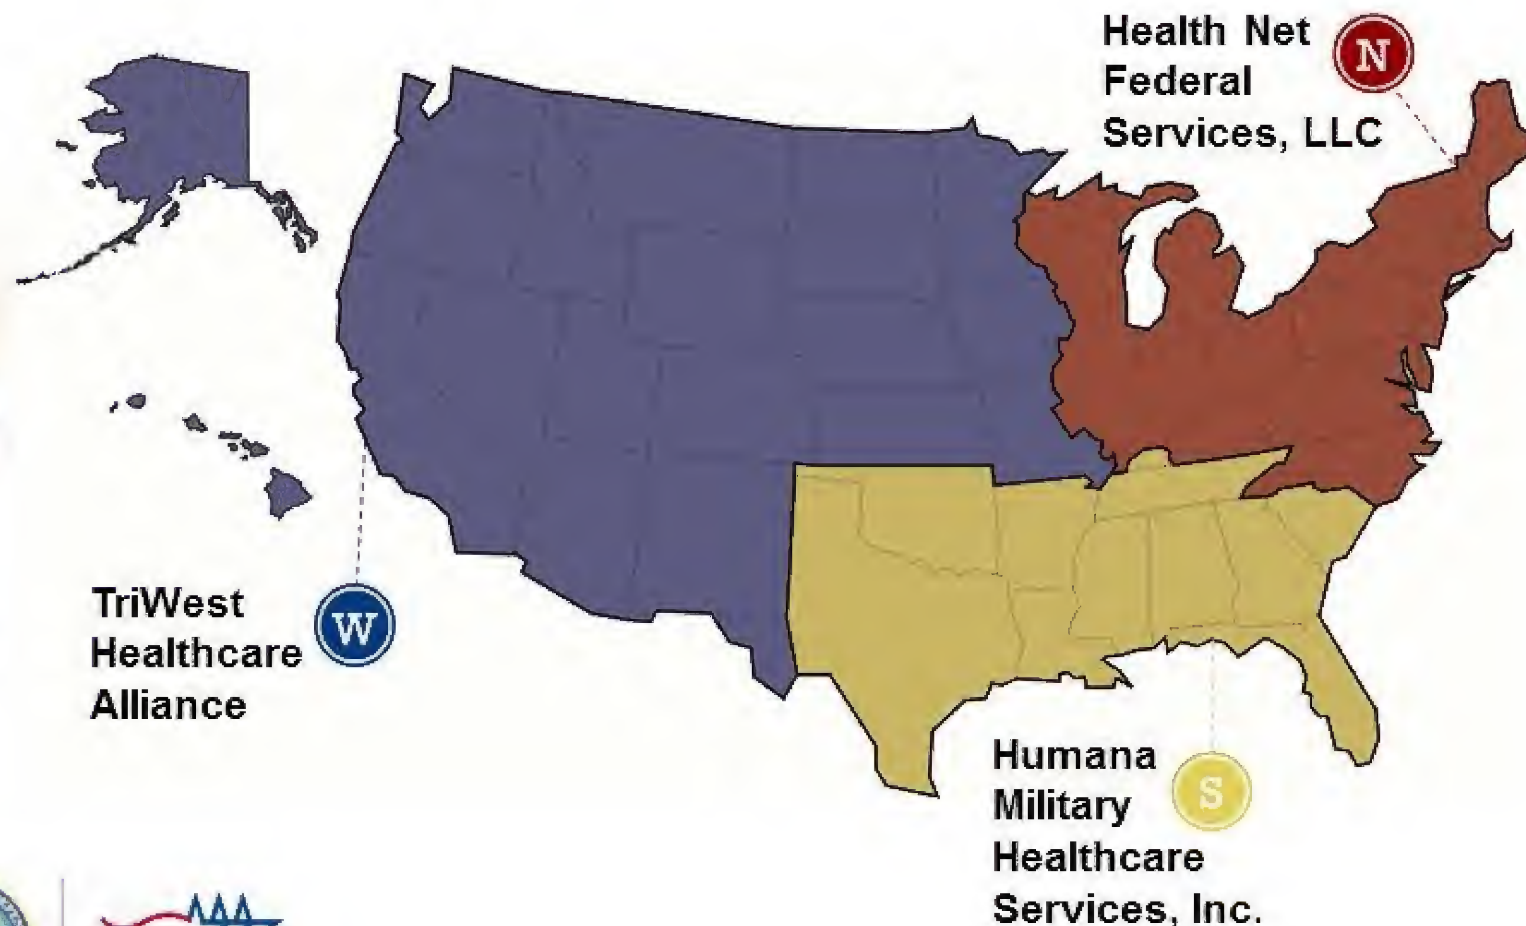 Health Net
Federal
Services, LLC
N
TriWest
Healthcare
Alliance
W
Humana
Military
Healthcare
Services, Inc.
S